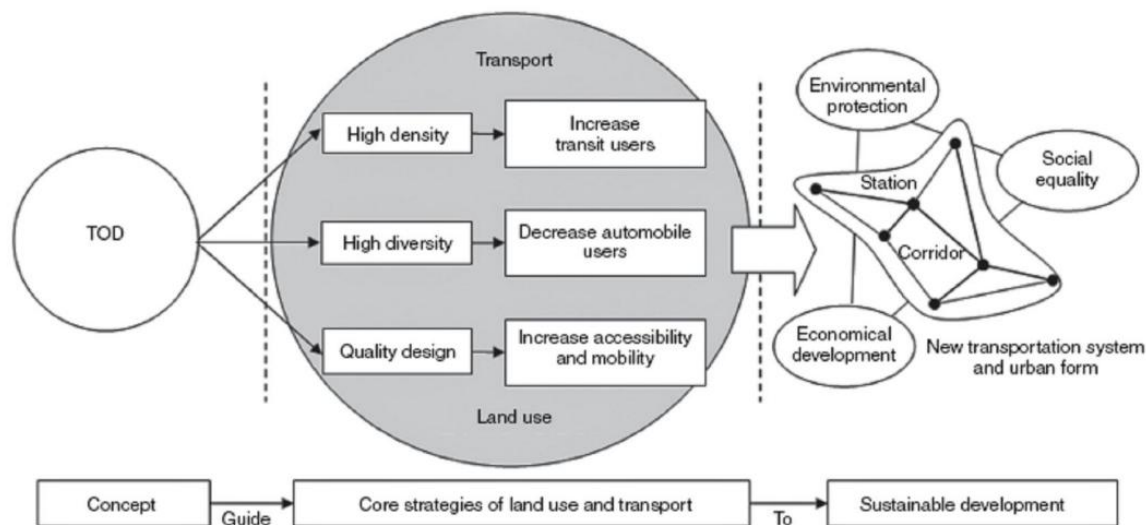 Transport
Environmental
protection
High density
Increase
transit users
Social
equality
Station
TOD
High diversity
Decrease automobile
users
Corridor
Quality design
Increase accessibility
and mobility
Economical
development
New transportation system
and urban form
Land use
Concept
Guide
Core strategies of land use and transport
To
Sustainable development